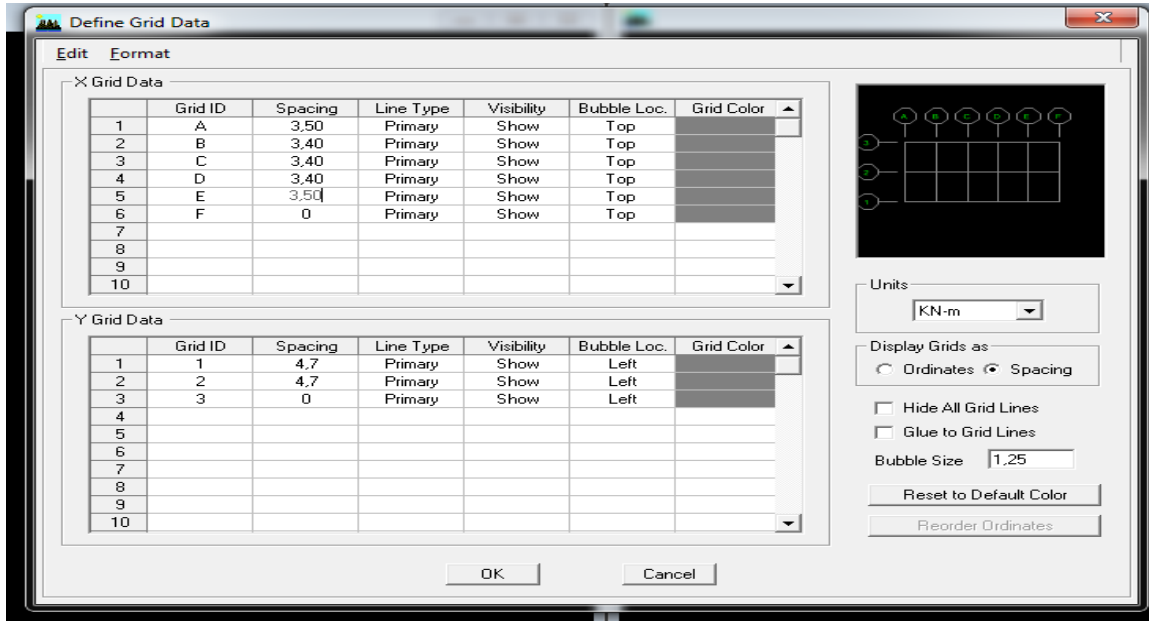 Define Grid Data
Edit Format
X Grid Data
Grid ID Spacing Line Type Visibility Bubble Loc. Grid Color
1 A 3,50 Primary Show Top
2 B 3,40 Primary Show Top
3 C 3,40 Primary Show Top
4 D 3,40 Primary Show Top
5 E 3,50 Primary Show Top
6 F 0 Primary Show Top
7
8
9
10
Y Grid Data
Grid ID Spacing Line Type Visibility Bubble Loc. Grid Color
1 1 4,7 Primary Show Left
2 2 4,7 Primary Show Left
3 3 0 Primary Show Left
4
5
6
7
8
9
10
A B C D E F
3
2
1
Units
KN-m
Display Grids as
Ordinates Spacing
Hide All Grid Lines
Glue to Grid Lines
Bubble Size 1,25
Reset to Default Color
Reorder Ordinates
OK Cancel